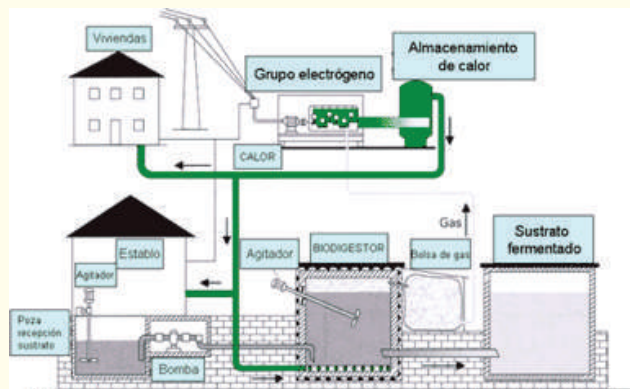 Viviendas
Grupo electrógeno
Almacenamiento
de calor
CALOR
Gas
Establo
Agitador
Agitador
BIODIGESTOR
Bolsa de gas
Sustrato
fermentado
Poza
recepción
sustrato
Bomba